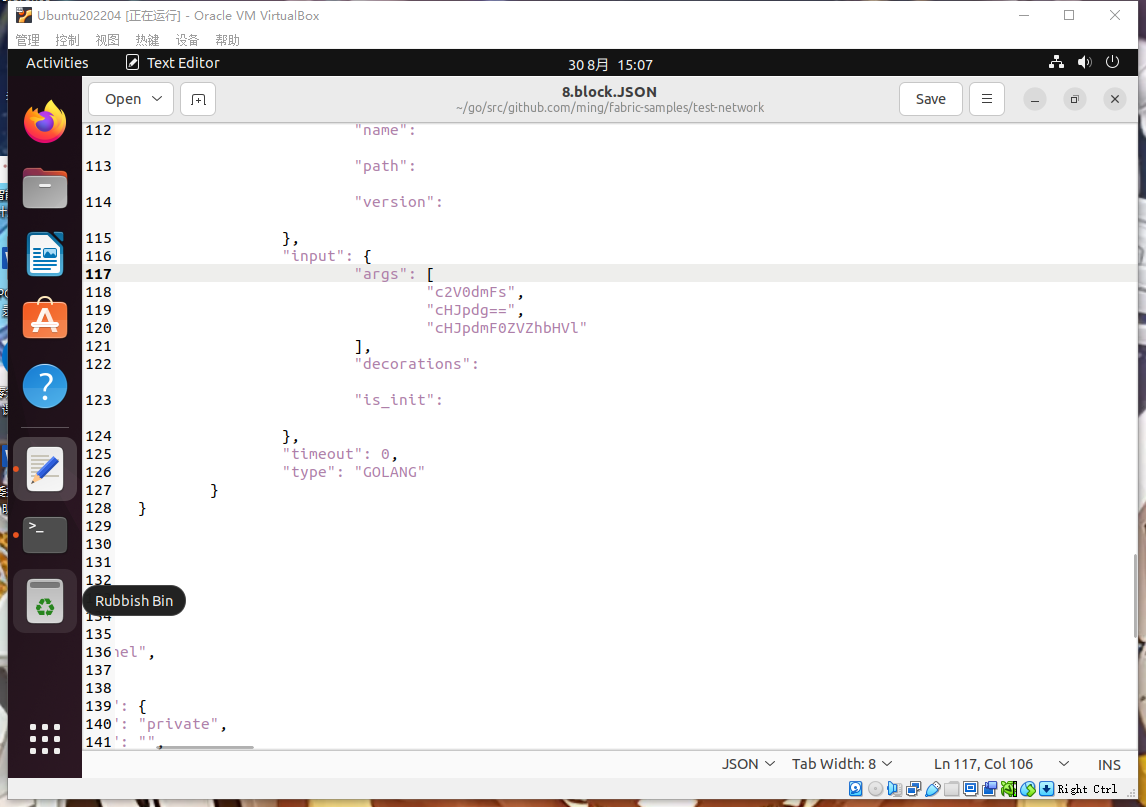 Ubuntu202204 [正在运行] - Oracle VM VirtualBox
管理 控制 视图 热键 设备 帮助
Activities Text Editor 30 8月 15:07
Open 8.block.JSON Save
~/go/src/github.com/ming/fabric-samples/test-network
112 "name":
113 "path":
114 "version":
115 },
116 "input": {
117 "args": [
118 "c2V0dmFs",
119 "cHJpdg==",
120 "cHJpdmF0ZVZhbHVl"
121 ],
122 "decorations":
123 "is_init":
124 },
125 "timeout": 0,
126 "type": "GOLANG"
127 }
128 }
129
130
131
132
Rubbish Bin
134
135
136 nel",
137
138
139 ": {
140 ": "private",
141 ": "",
JSON Tab Width: 8 Ln 117, Col 106 INS
Right Ctrl